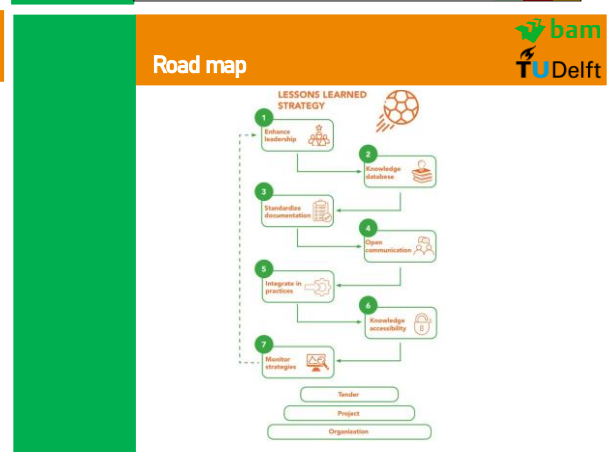 bam
TUDelft
Road map
LESSONS LEARNED
STRATEGY
1
Enhance
leadership
2
Knowledge
database
3
Standardize
documentation
4
Open
communication
5
Integrate in
practices
6
Knowledge
accessibility
7
Monitor
strategies
Tender
Project
Organization